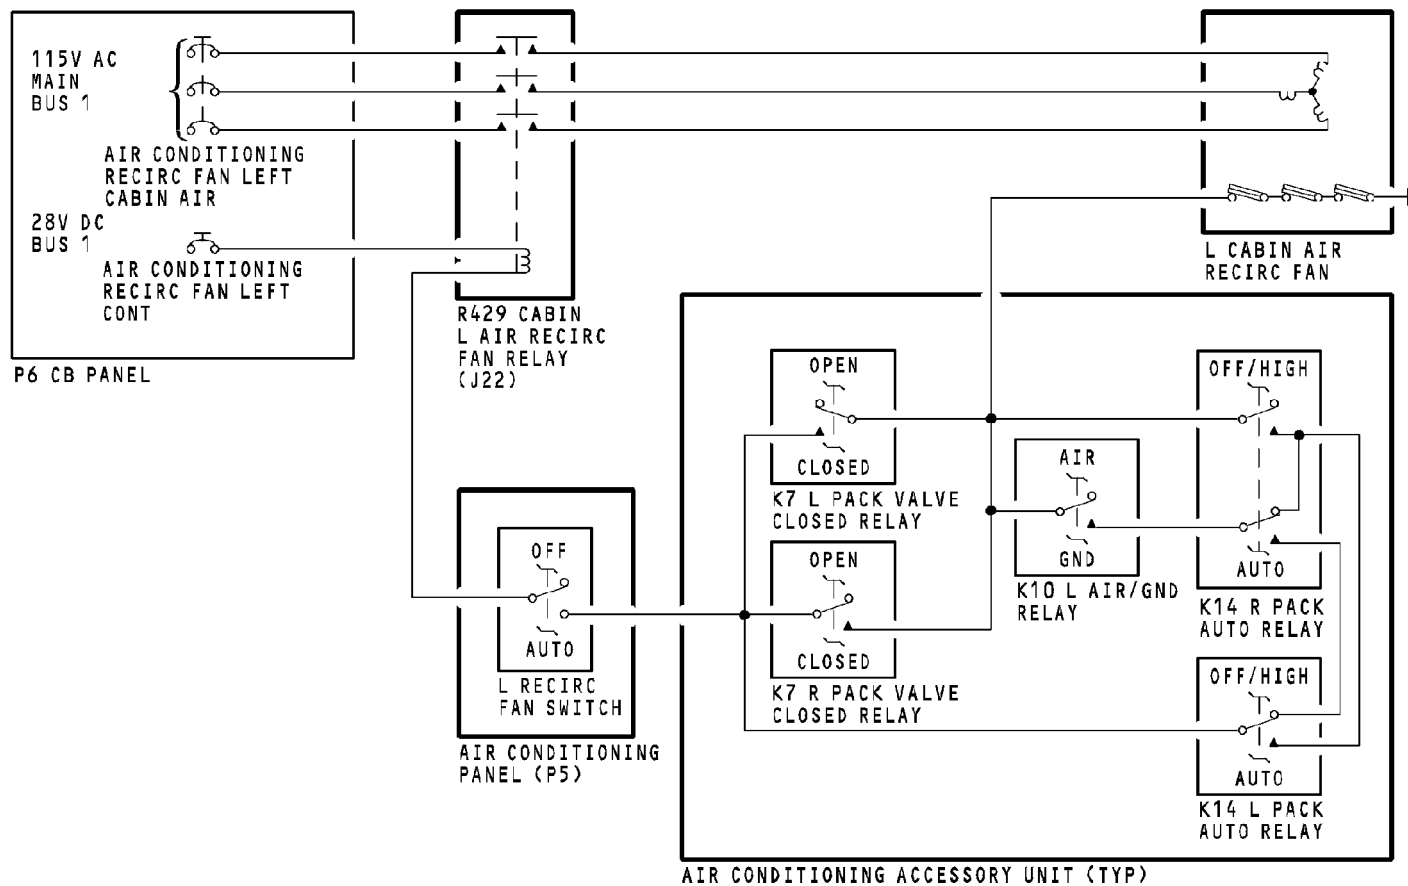 115V AC
MAIN
BUS 1
AIR CONDITIONING
RECIRC FAN LEFT
CABIN AIR
28V DC
BUS 1
AIR CONDITIONING
RECIRC FAN LEFT
CONT
P6 CB PANEL
R429 CABIN
L AIR RECIRC
FAN RELAY
(J22)
L CABIN AIR
RECIRC FAN
OPEN
CLOSED
K7 L PACK VALVE
CLOSED RELAY
OPEN
CLOSED
K7 R PACK VALVE
CLOSED RELAY
AIR
GND
K10 L AIR/GND
RELAY
OFF/HIGH
AUTO
K14 R PACK
AUTO RELAY
OFF/HIGH
AUTO
K14 L PACK
AUTO RELAY
OFF
AUTO
L RECIRC
FAN SWITCH
AIR CONDITIONING
PANEL (P5)
AIR CONDITIONING ACCESSORY UNIT (TYP)